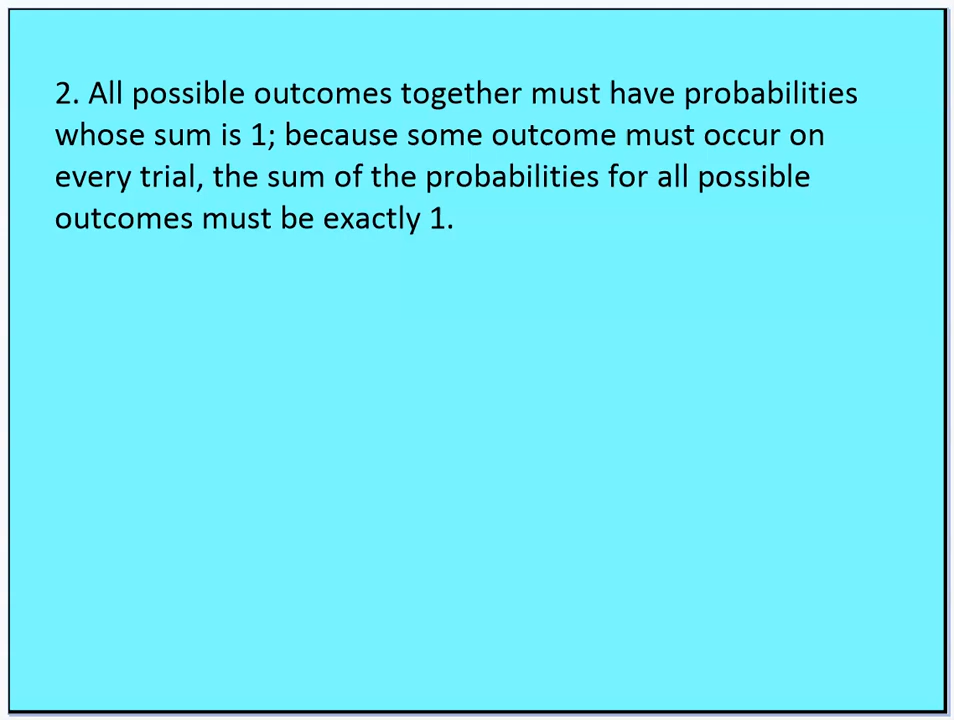 2. All possible outcomes together must have probabilities
whose sum is 1; because some outcome must occur on
every trial, the sum of the probabilities for all possible
outcomes must be exactly 1.